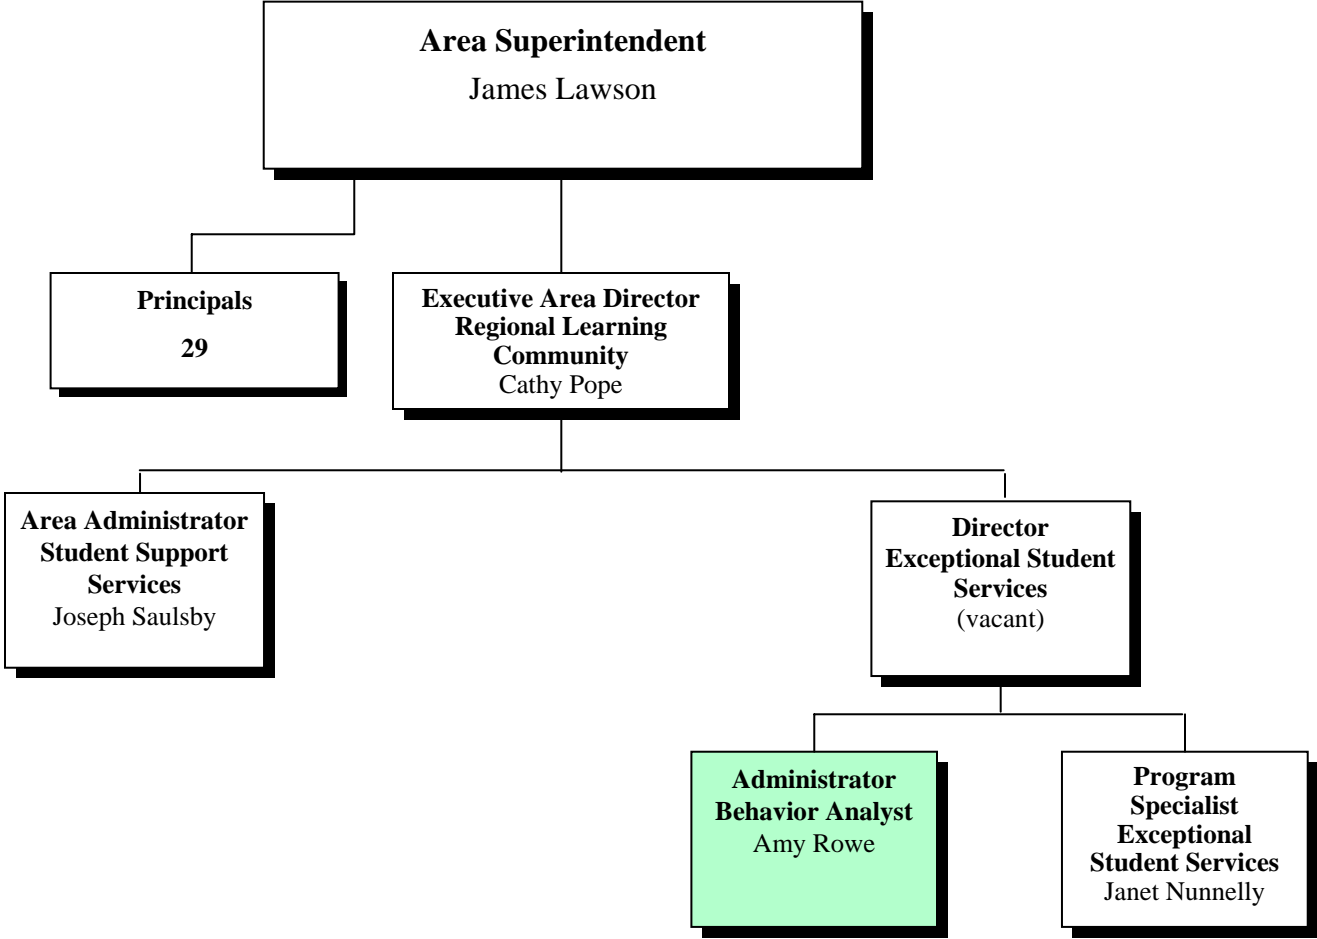 Area Superintendent
James Lawson
Principals
29
Executive Area Director
Regional Learning
Community
Cathy Pope
Area Administrator
Student Support
Services
Joseph Saulsby
Director
Exceptional Student
Services
(vacant)
Administrator
Behavior Analyst
Amy Rowe
Program
Specialist
Exceptional
Student Services
Janet Nunnelly